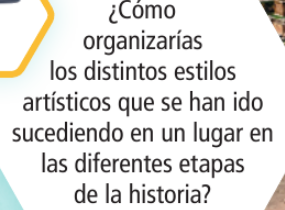 ¿Cómo
organizarías
los distintos estilos
artísticos que se han ido
sucediendo en un lugar en
las diferentes etapas
de la historia?